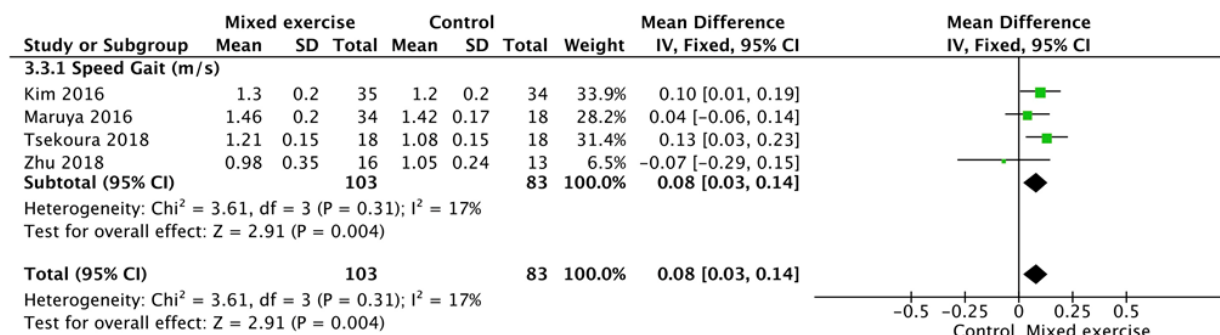 Mixed exercise Control Mean Difference Mean Difference
Study or Subgroup Mean SD Total Mean SD Total Weight IV, Fixed, 95% CI IV, Fixed, 95% CI
3.3.1 Speed Gait (m/s)
Kim 2016 1.3 0.2 35 1.2 0.2 34 33.9% 0.10 [0.01, 0.19]
Maruya 2016 1.46 0.2 34 1.42 0.17 18 28.2% 0.04 [−0.06, 0.14]
Tsekoura 2018 1.21 0.15 18 1.08 0.15 18 31.4% 0.13 [0.03, 0.23]
Zhu 2018 0.98 0.35 16 1.05 0.24 13 6.5% −0.07 [−0.29, 0.15]
Subtotal (95% CI) 103 83 100.0% 0.08 [0.03, 0.14]
Heterogeneity: Chi² = 3.61, df = 3 (P = 0.31); I² = 17%
Test for overall effect: Z = 2.91 (P = 0.004)
Total (95% CI) 103 83 100.0% 0.08 [0.03, 0.14]
Heterogeneity: Chi² = 3.61, df = 3 (P = 0.31); I² = 17%
Test for overall effect: Z = 2.91 (P = 0.004)
−0.5 −0.25 0 0.25 0.5
Control Mixed exercise